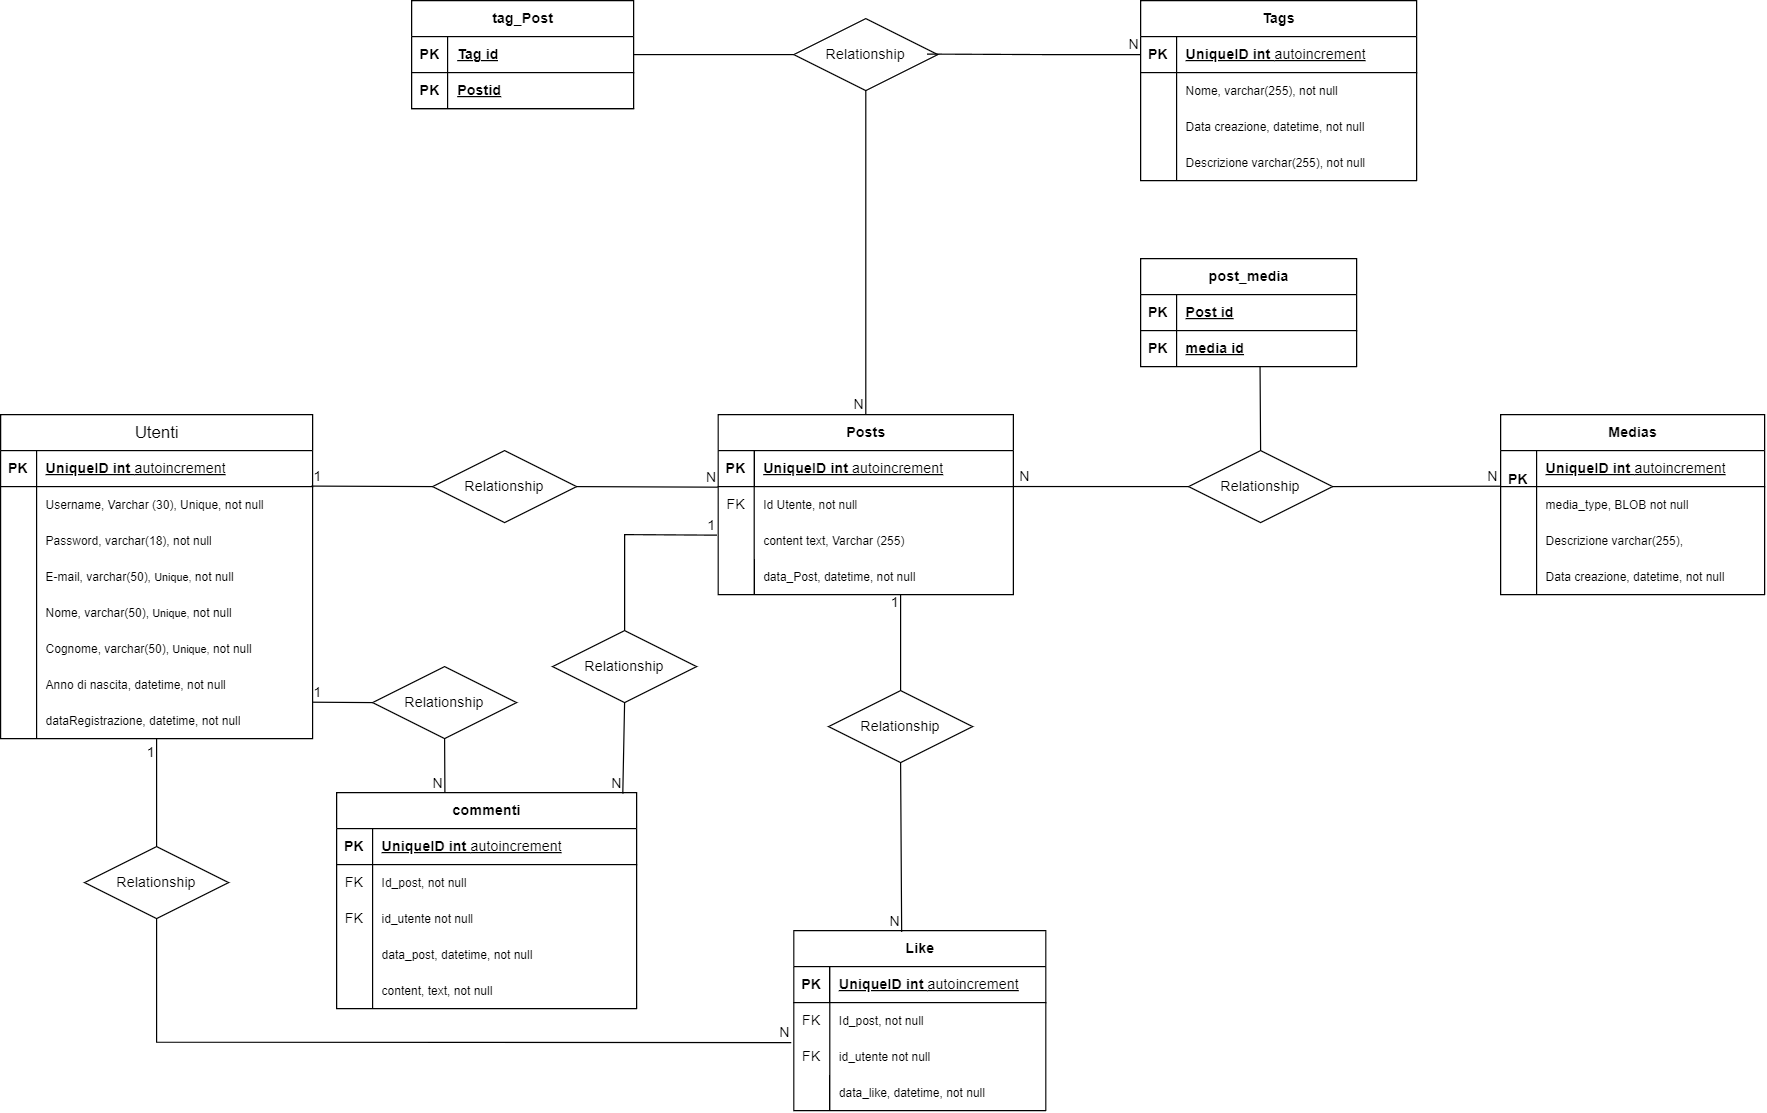 tag_Post
PK Tag id
PK Postid
Relationship
N
Tags
PK UniqueID int autoincrement
Nome, varchar(255), not null
Data creazione, datetime, not null
Descrizione varchar(255), not null
post_media
PK Post id
PK media id
N
Utenti
PK UniqueID int autoincrement
Username, Varchar (30), Unique, not null
Password, varchar(18), not null
E-mail, varchar(50), Unique, not null
Nome, varchar(50), Unique, not null
Cognome, varchar(50), Unique, not null
Anno di nascita, datetime, not null
dataRegistrazione, datetime, not null
1
Relationship
N
Posts
PK UniqueID int autoincrement
FK Id Utente, not null
content text, Varchar (255)
data_Post, datetime, not null
N
Relationship
N
Medias
PK UniqueID int autoincrement
media_type, BLOB not null
Descrizione varchar(255),
Data creazione, datetime, not null
1
Relationship
1
Relationship
1
Relationship
1
N
N
commenti
PK UniqueID int autoincrement
FK Id_post, not null
FK id_utente not null
data_post, datetime, not null
content, text, not null
Relationship
N
N
Like
PK UniqueID int autoincrement
FK Id_post, not null
FK id_utente not null
data_like, datetime, not null